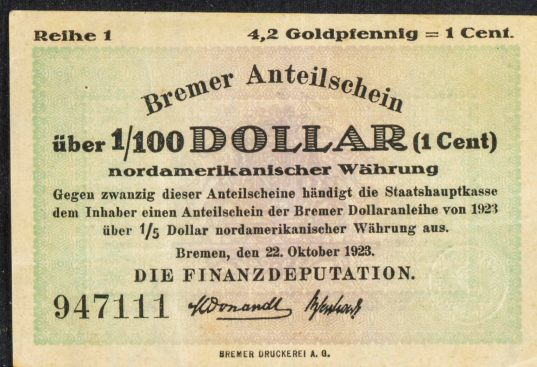 Reihe 1 4,2 Goldpfennig = 1 Cent.
Bremer Anteilschein
über 1/100 DOLLAR (1 Cent)
nordamerikanischer Währung
Gegen zwanzig dieser Anteilscheine händigt die Staatshauptkasse
dem Inhaber einen Anteilschein der Bremer Dollaranleihe von 1923
über 1/5 Dollar nordamerikanischer Währung aus.
Bremen, den 22. Oktober 1923.
DIE FINANZDEPUTATION.
947111 Donandt
BREMER DRUCKEREI A. G.